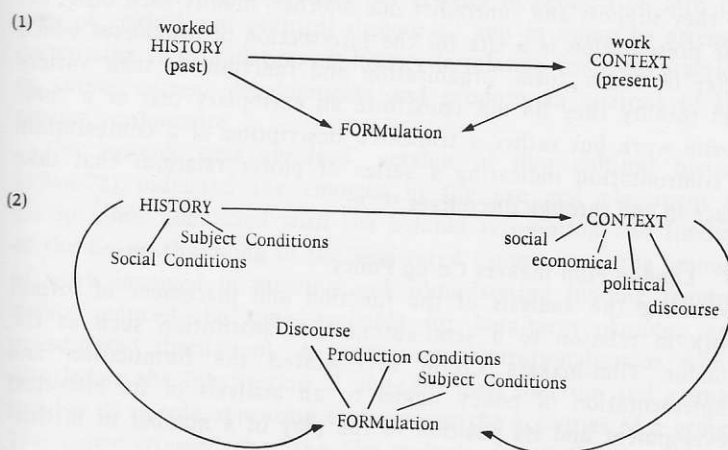 (1)
worked
HISTORY
(past)
work
CONTEXT
(present)
FORMulation
(2)
HISTORY
Subject Conditions
Social Conditions
CONTEXT
social
economical
political
discourse
Discourse
Production Conditions
Subject Conditions
FORMulation